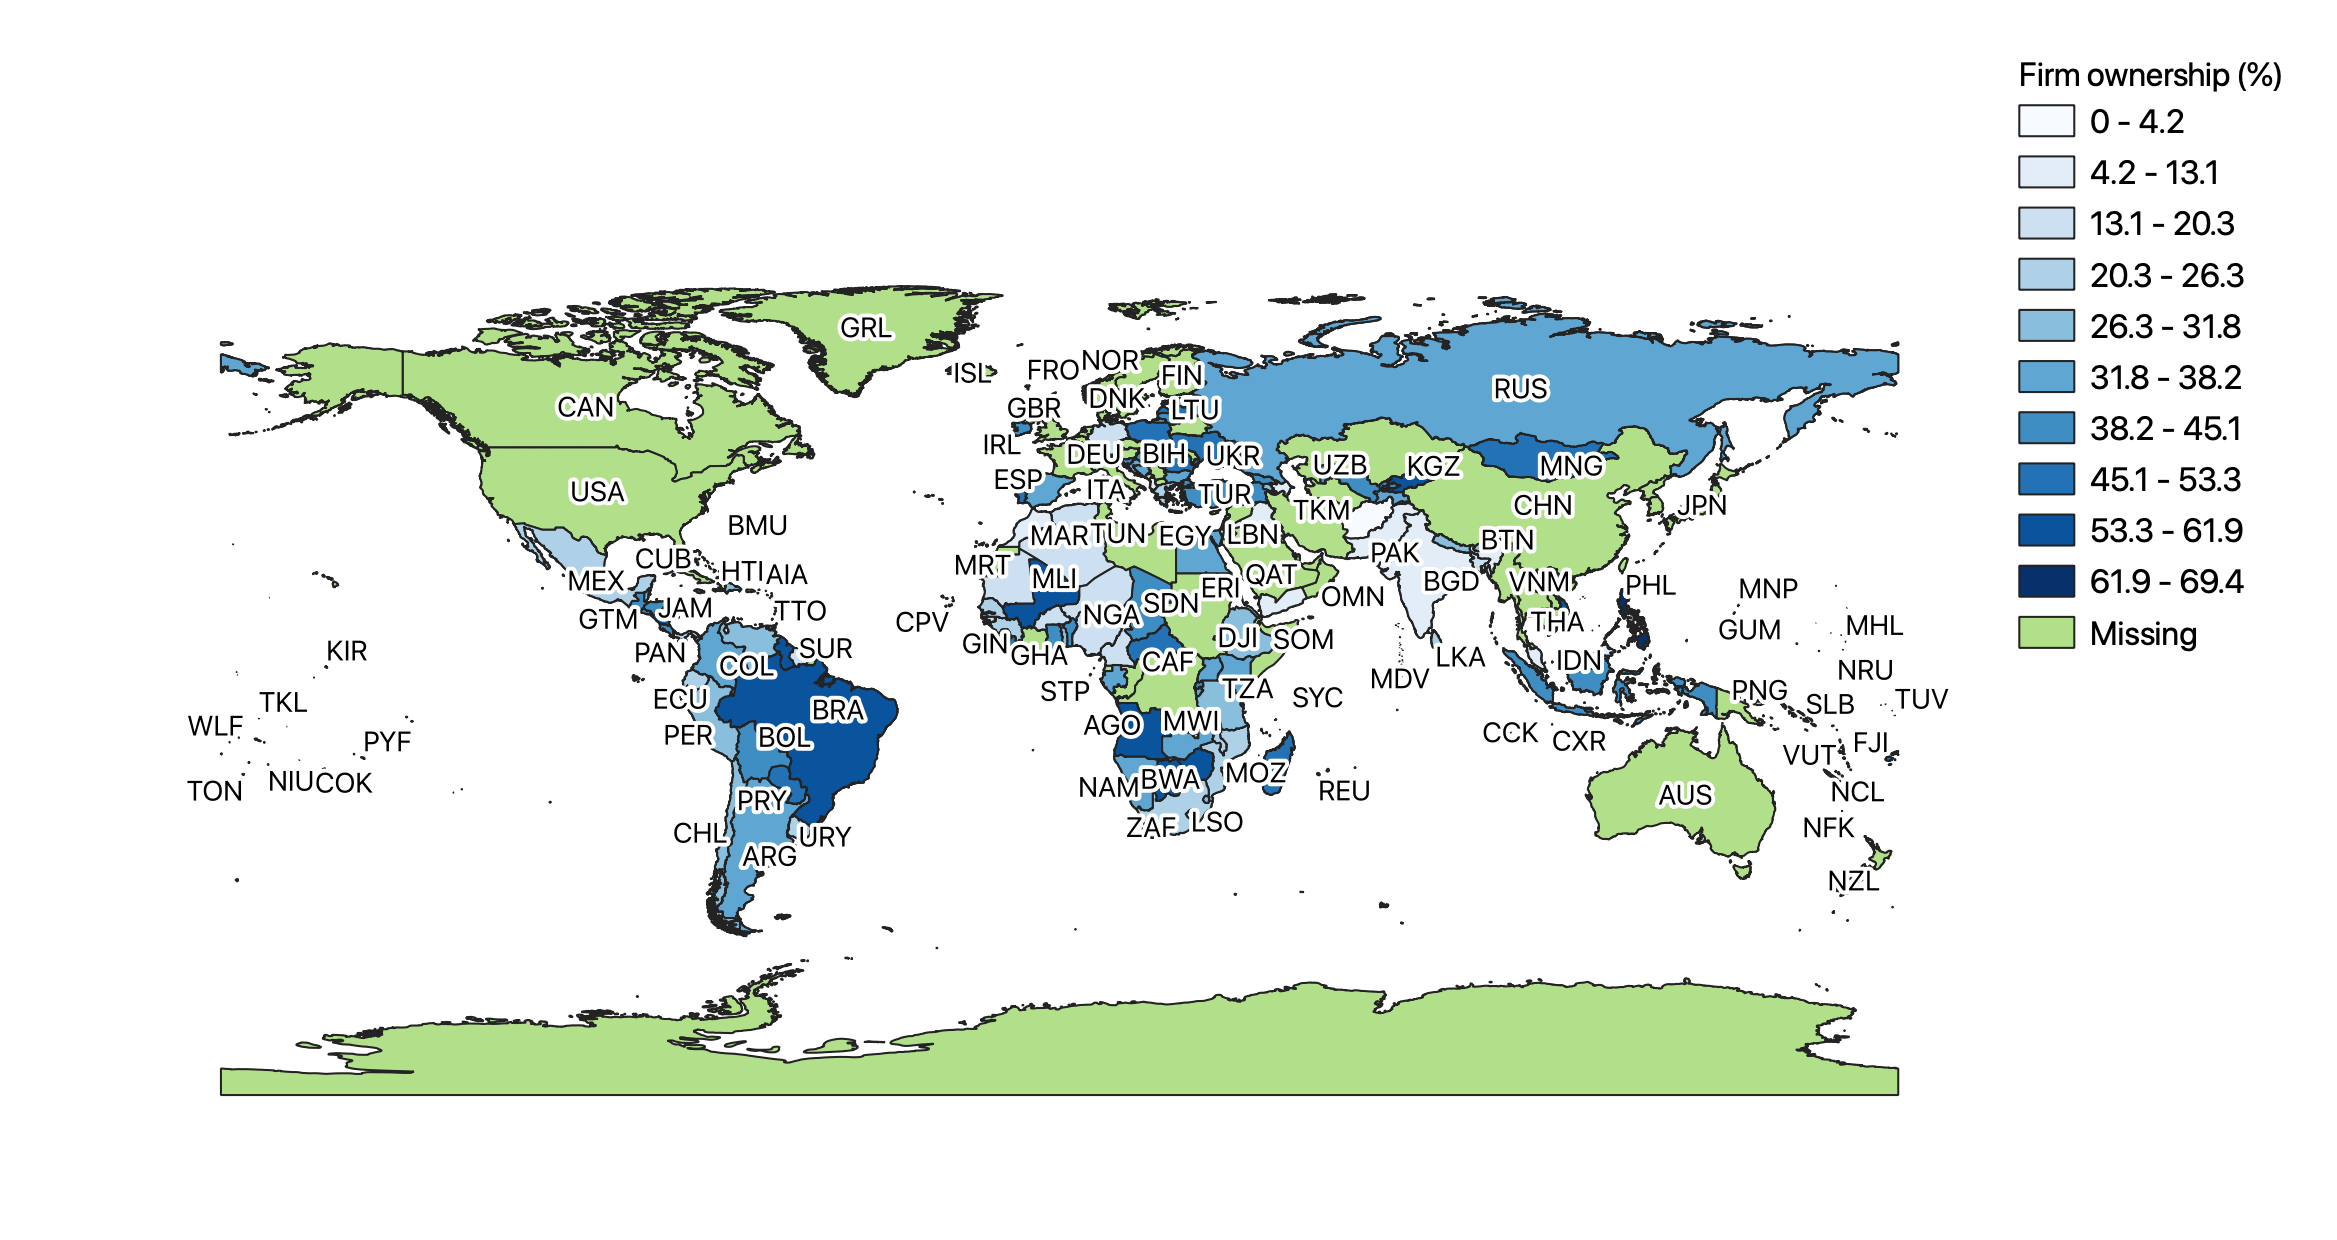 Firm ownership (%)
0 - 4.2
4.2 - 13.1
13.1 - 20.3
20.3 - 26.3
26.3 - 31.8
31.8 - 38.2
38.2 - 45.1
45.1 - 53.3
53.3 - 61.9
61.9 - 69.4
Missing
GRL
ISL
FRO
NOR
FIN
RUS
CAN
GBR
DNK
LTU
IRL
DEU
BIH
UKR
UZB
KGZ
MNG
USA
ESP
ITA
TUR
TKM
CHN
JPN
BMU
MAR
TUN
EGY
LBN
PAK
BTN
CUB
HTI
AIA
MEX
MRT
MLI
ERI
QAT
OMN
BGD
VNM
PHL
MNP
GTM
JAM
TTO
CPV
NGA
SDN
THA
GUM
MHL
KIR
PAN
COL
SUR
GIN
GHA
CAF
DJI
SOM
MDV
LKA
IDN
NRU
TKL
ECU
STP
TZA
SYC
PNG
SLB
TUV
WLF
PYF
PER
BOL
BRA
AGO
MWI
CCK
CXR
VUT
FJI
TON
NIU
COK
PRY
NAM
BWA
MOZ
REU
AUS
NCL
CHL
ARG
URY
ZAF
LSO
NFK
NZL